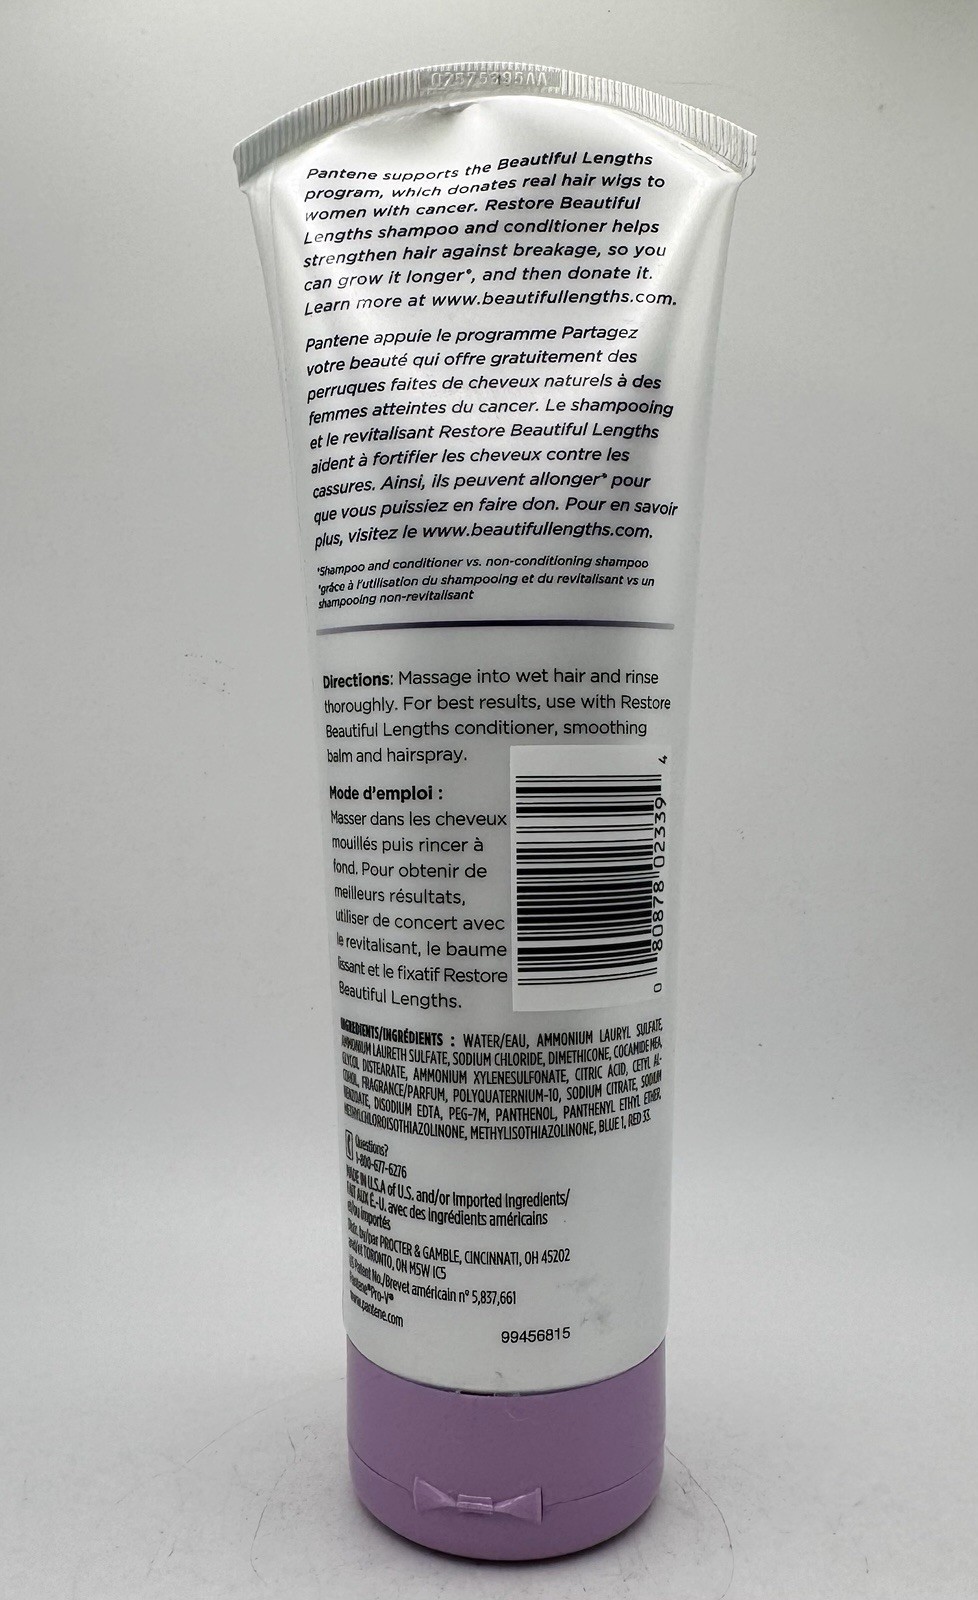 02575395AA
Pantene supports the Beautiful Lengths
program, which donates real hair wigs to
women with cancer. Restore Beautiful
Lengths shampoo and conditioner helps
strengthen hair against breakage, so you
can grow it longer*, and then donate it.
Learn more at www.beautifullengths.com.
Pantene appuie le programme Partagez
votre beauté qui offre gratuitement des
perruques faites de cheveux naturels à des
femmes atteintes du cancer. Le shampooing
et le revitalisant Restore Beautiful Lengths
aident à fortifier les cheveux contre les
cassures. Ainsi, ils peuvent allonger* pour
que vous puissiez en faire don. Pour en savoir
plus, visitez le www.beautifullengths.com.
*Shampoo and conditioner vs. non-conditioning shampoo
*grâce à l'utilisation du shampooing et du revitalisant vs un
shampooing non-revitalisant
Directions: Massage into wet hair and rinse
thoroughly. For best results, use with Restore
Beautiful Lengths conditioner, smoothing
balm and hairspray.
Mode d'emploi :
Masser dans les cheveux
mouillés puis rincer à
fond. Pour obtenir de
meilleurs résultats,
utiliser de concert avec
le revitalisant, le baume
lissant et le fixatif Restore
Beautiful Lengths.
0 80878 02339 4
INGREDIENTS/INGRÉDIENTS : WATER/EAU, AMMONIUM LAURYL SULFATE,
AMMONIUM LAURETH SULFATE, SODIUM CHLORIDE, DIMETHICONE, COCAMIDE MEA,
GLYCOL DISTEARATE, AMMONIUM XYLENESULFONATE, CITRIC ACID, CETYL AL-
COHOL, FRAGRANCE/PARFUM, POLYQUATERNIUM-10, SODIUM CITRATE, SODIUM
BENZOATE, DISODIUM EDTA, PEG-7M, PANTHENOL, PANTHENYL ETHYL ETHER,
METHYLCHLOROISOTHIAZOLINONE, METHYLISOTHIAZOLINONE, BLUE 1, RED 33.
Questions?
1-800-677-6276
MADE IN U.S.A of U.S. and/or Imported Ingredients/
FAIT AUX É.-U. avec des ingrédients américains
et/ou importés
Distr. by/par PROCTER & GAMBLE, CINCINNATI, OH 45202
and/et TORONTO, ON M5W 1C5
US Patent No./Brevet américain n° 5,837,661
Pantene® Pro-V®
www.pantene.com
99456815